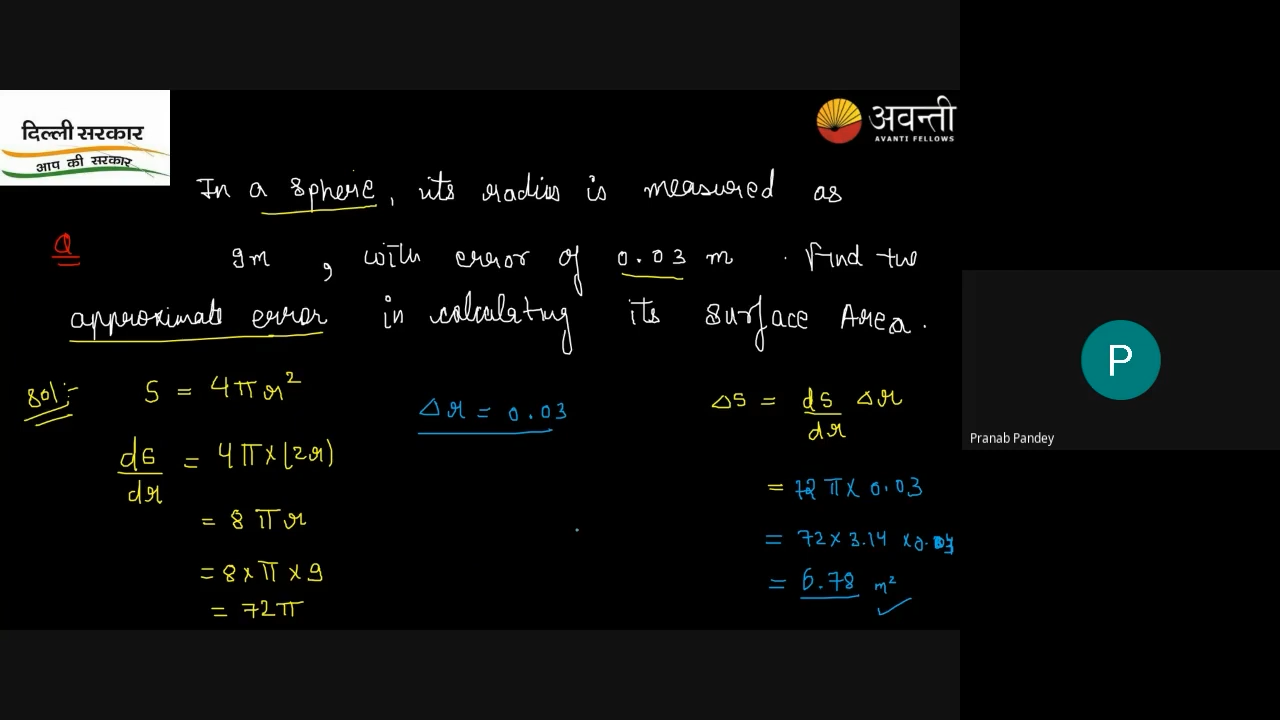 दिल्ली सरकार
आप की सरकार
अवन्ती
AVANTI FELLOWS
In a sphere, its radius is measured as
Q
9m, with error of 0.03 m. Find the
approximate error in calculating its surface Area.
Sol:-
S = 4πr²
Δr = 0.03
ΔS = dS/dr Δr
dS/dr = 4π×(2r)
= 8πr
= 8×π×9
= 72π
= 72π× 0.03
= 72× 3.14 ×0.03
= 6.78 m²
P
Pranab Pandey